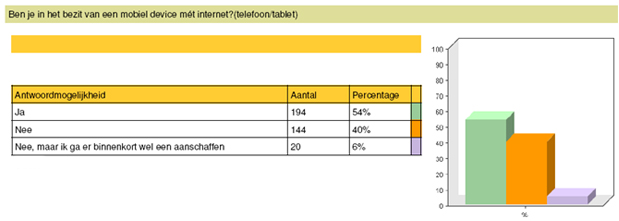 Ben je in het bezit van een mobiel device mét internet?(telefoon/tablet)
Antwoordmogelijkheid Aantal Percentage
Ja 194 54%
Nee 144 40%
Nee, maar ik ga er binnenkort wel een aanschaffen 20 6%
100
90
80
70
60
50
40
30
20
10
0
%